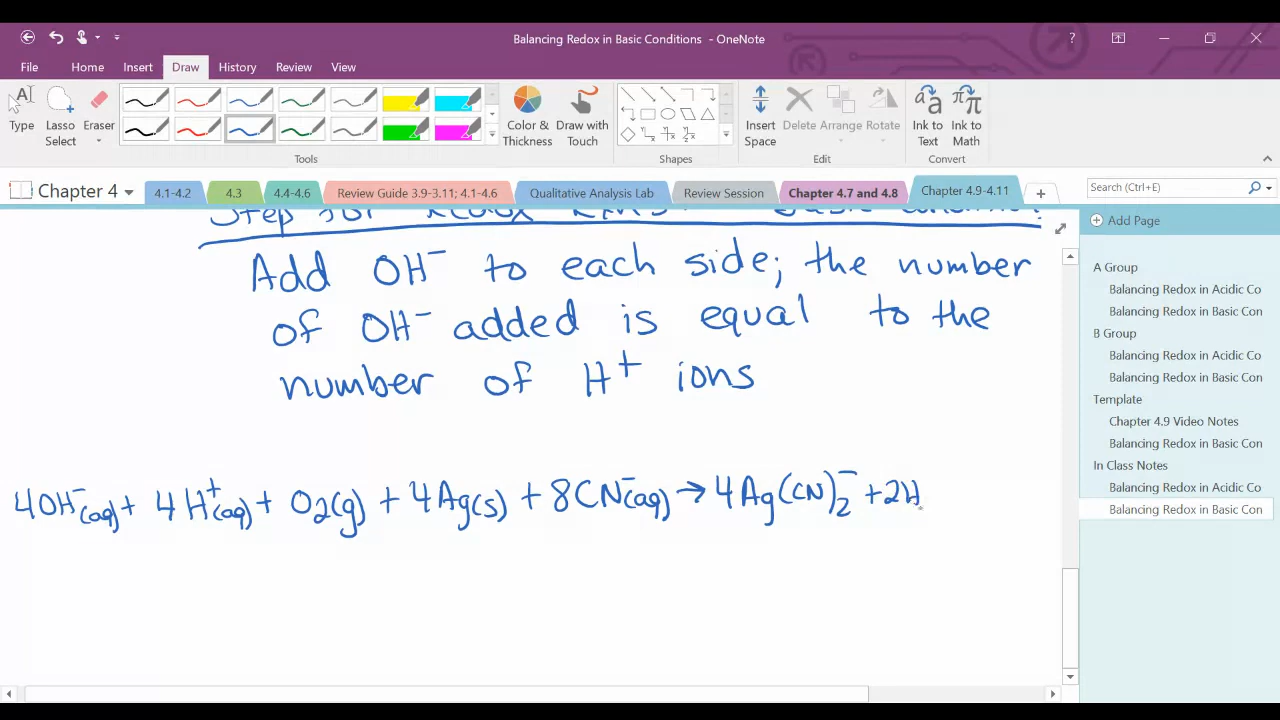 Balancing Redox in Basic Conditions - OneNote
?
File Home Insert Draw History Review View
Type
Lasso Select
Eraser
Color & Thickness
Draw with Touch
Insert Space
Delete
Arrange
Rotate
Ink to Text
Ink to Math
Tools
Shapes
Edit
Convert
Chapter 4
4.1-4.2
4.3
4.4-4.6
Review Guide 3.9-3.11; 4.1-4.6
Qualitative Analysis Lab
Review Session
Chapter 4.7 and 4.8
Chapter 4.9-4.11
Search (Ctrl+E)
Steps for Redox
Basic
Add OH⁻ to each side; the number
of OH⁻ added is equal to the
number of H⁺ ions
4OH⁻(aq) + 4H⁺(aq) + O₂(g) + 4Ag(s) + 8CN⁻(aq) → 4Ag(CN)₂⁻ + 2H
Add Page
A Group
Balancing Redox in Acidic Co
Balancing Redox in Basic Con
B Group
Balancing Redox in Acidic Co
Balancing Redox in Basic Con
Template
Chapter 4.9 Video Notes
Balancing Redox in Basic Con
In Class Notes
Balancing Redox in Acidic Co
Balancing Redox in Basic Con